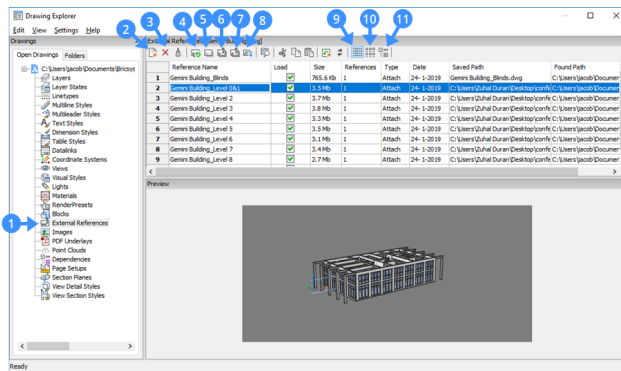 Drawing Explorer
Edit View Settings Help
Drawings
External References [Gemini Building.dwg]
2 3 4 5 6 7 8 9 10 11
Open Drawings Folders
C:\Users\jacob\Documents\Bricsys
Layers
Layer States
Linetypes
Multiline Styles
Multileader Styles
Text Styles
Dimension Styles
Table Styles
Datalinks
Coordinate Systems
Views
Visual Styles
Lights
Materials
RenderPresets
Blocks
1 External References
Images
PDF Underlays
Point Clouds
Dependencies
Page Setups
Section Planes
View Detail Styles
View Section Styles
Reference Name Load Size References Type Date Saved Path Found Path
1 Gemini Building_Blinds 765.6 Kb 1 Attach 24- 1-2019 Gemini Building_Blinds.dwg C:\Users\jacob\Documen
2 Gemini Building_Level 0&1 3.5 Mb 1 Attach 24- 1-2019 C:\Users\Zuhal Duran\Desktop\confe C:\Users\jacob\Documen
3 Gemini Building_Level 2 3.7 Mb 1 Attach 24- 1-2019 C:\Users\Zuhal Duran\Desktop\confe C:\Users\jacob\Documen
4 Gemini Building_Level 3 3.8 Mb 1 Attach 24- 1-2019 C:\Users\Zuhal Duran\Desktop\confe C:\Users\jacob\Documen
5 Gemini Building_Level 4 3.3 Mb 1 Attach 24- 1-2019 C:\Users\Zuhal Duran\Desktop\confe C:\Users\jacob\Documen
6 Gemini Building_Level 5 3.5 Mb 1 Attach 24- 1-2019 C:\Users\Zuhal Duran\Desktop\confe C:\Users\jacob\Documen
7 Gemini Building_Level 6 3.1 Mb 1 Attach 24- 1-2019 C:\Users\Zuhal Duran\Desktop\confe C:\Users\jacob\Documen
8 Gemini Building_Level 7 3.4 Mb 1 Attach 24- 1-2019 C:\Users\Zuhal Duran\Desktop\confe C:\Users\jacob\Documen
9 Gemini Building_Level 8 2.7 Mb 1 Attach 24- 1-2019 C:\Users\Zuhal Duran\Desktop\confe C:\Users\jacob\Documen
Preview
Ready